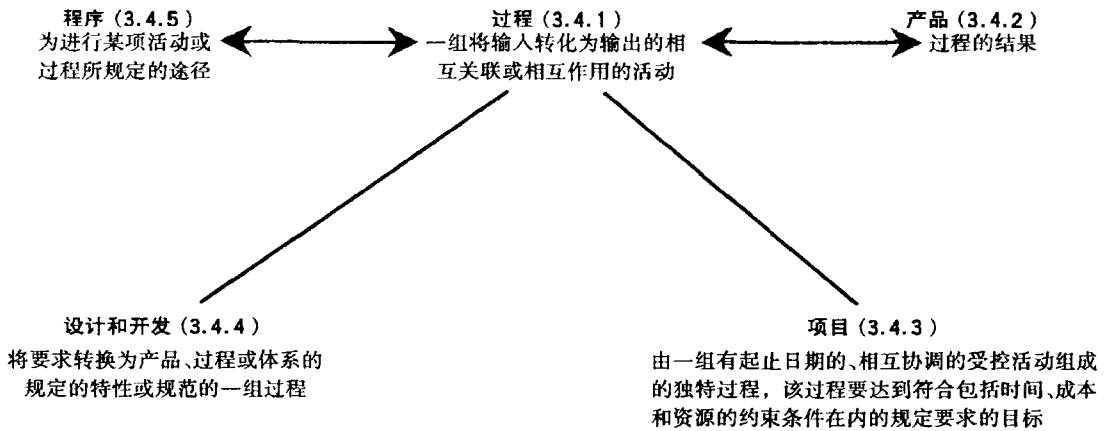 程序 (3.4.5)
为进行某项活动或
过程所规定的途径
过程 (3.4.1)
一组将输入转化为输出的相
互关联或相互作用的活动
产品 (3.4.2)
过程的结果
设计和开发 (3.4.4)
将要求转换为产品、过程或体系的
规定的特性或规范的一组过程
项目 (3.4.3)
由一组有起止日期的、相互协调的受控活动组成
的独特过程，该过程要达到符合包括时间、成本
和资源的约束条件在内的规定要求的目标